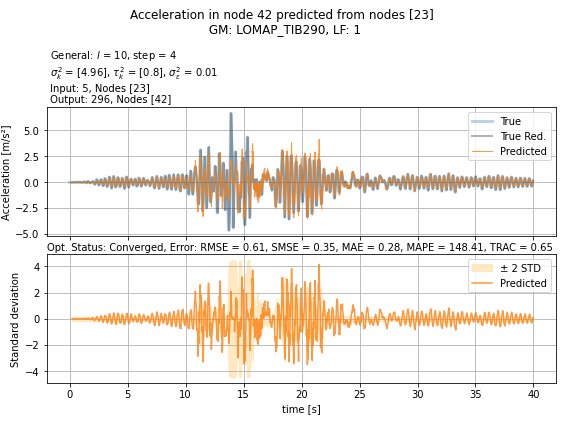 Acceleration in node 42 predicted from nodes [23]
GM: LOMAP_TIB290, LF: 1
General: l = 10, step = 4
σ²ₖ = [4.96], τ²ₖ = [0.8], σ²ε = 0.01
Input: 5, Nodes [23]
Output: 296, Nodes [42]
Acceleration [m/s²]
5.0
2.5
0.0
−2.5
−5.0
True
True Red.
Predicted
Opt. Status: Converged, Error: RMSE = 0.61, SMSE = 0.35, MAE = 0.28, MAPE = 148.41, TRAC = 0.65
Standard deviation
4
2
0
−2
−4
± 2 STD
Predicted
0 5 10 15 20 25 30 35 40
time [s]